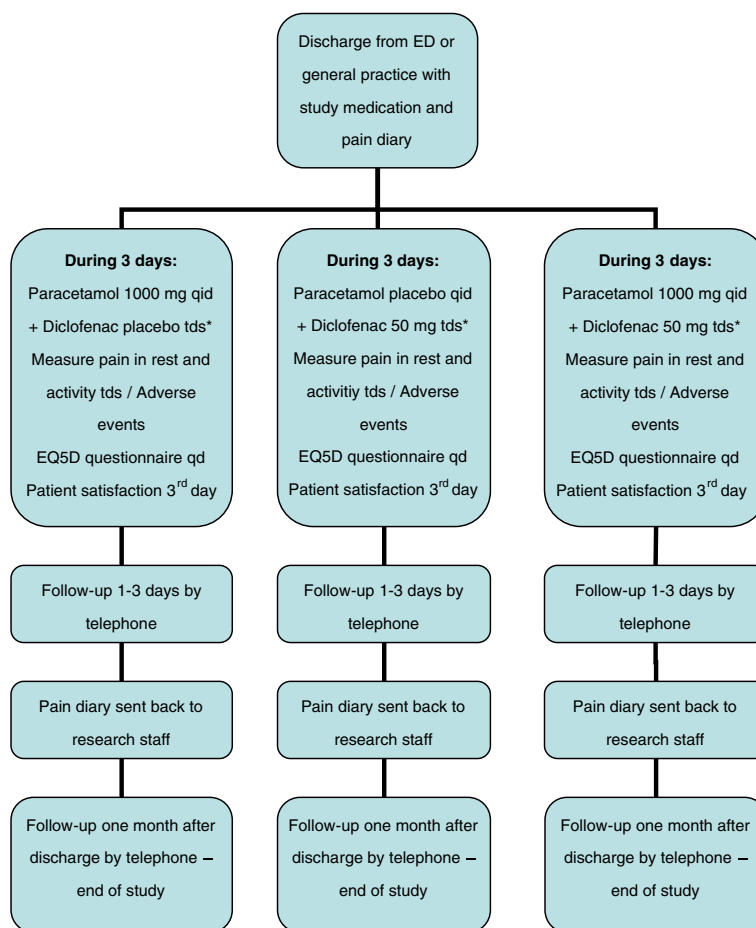 Discharge from ED or
general practice with
study medication and
pain diary
During 3 days:
Paracetamol 1000 mg qid
+ Diclofenac placebo tds*
Measure pain in rest and
activity tds / Adverse
events
EQ5D questionnaire qd
Patient satisfaction 3rd day
During 3 days:
Paracetamol placebo qid
+ Diclofenac 50 mg tds*
Measure pain in rest and
activitiy tds / Adverse
events
EQ5D questionnaire qd
Patient satisfaction 3rd day
During 3 days:
Paracetamol 1000 mg qid
+ Diclofenac 50 mg tds*
Measure pain in rest and
activity tds / Adverse
events
EQ5D questionnaire qd
Patient satisfaction 3rd day
Follow-up 1-3 days by
telephone
Follow-up 1-3 days by
telephone
Follow-up 1-3 days by
telephone
Pain diary sent back to
research staff
Pain diary sent back to
research staff
Pain diary sent back to
research staff
Follow-up one month after
discharge by telephone –
end of study
Follow-up one month after
discharge by telephone –
end of study
Follow-up one month after
discharge by telephone –
end of study